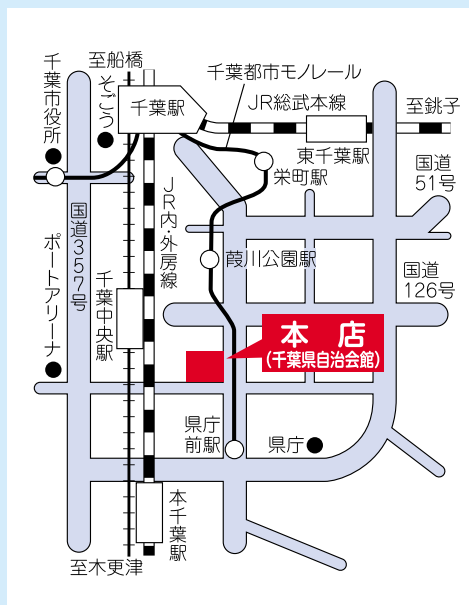 至船橋
千葉市役所
そごう
千葉駅
千葉都市モノレール
JR総武本線
至銚子
東千葉駅
栄町駅
国道
51号
JR内・外房線
国道357号
葭川公園駅
国道
126号
ポートアリーナ
千葉中央駅
本店
(千葉県自治会館)
県庁
前駅
県庁
本千葉駅
至木更津